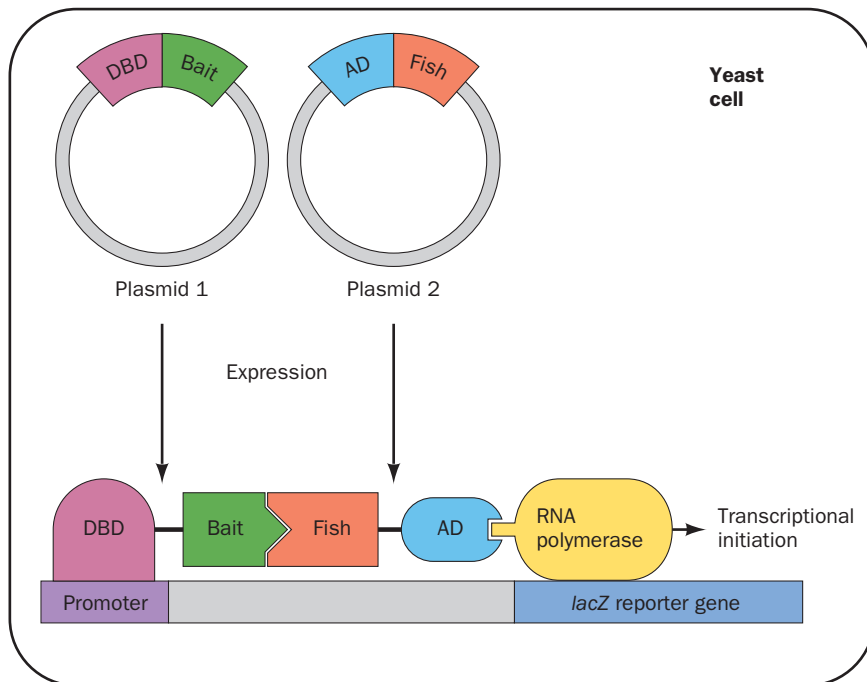 DBD Bait
AD Fish
Yeast
cell
Plasmid 1
Plasmid 2
Expression
DBD
Bait
Fish
AD
RNA
polymerase
Transcriptional
initiation
Promoter
lacZ reporter gene